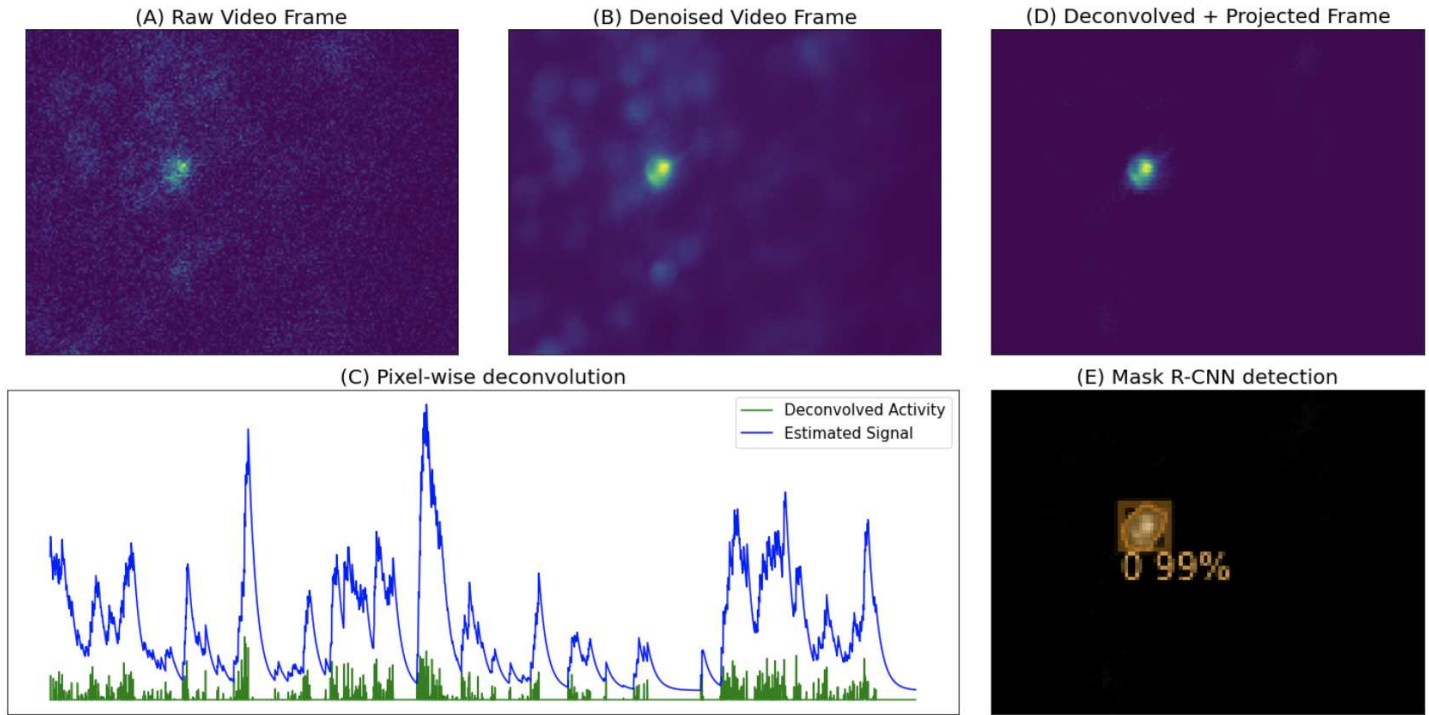 (A) Raw Video Frame
(B) Denoised Video Frame
(D) Deconvolved + Projected Frame
(C) Pixel-wise deconvolution
Deconvolved Activity
Estimated Signal
(E) Mask R-CNN detection
0 99%